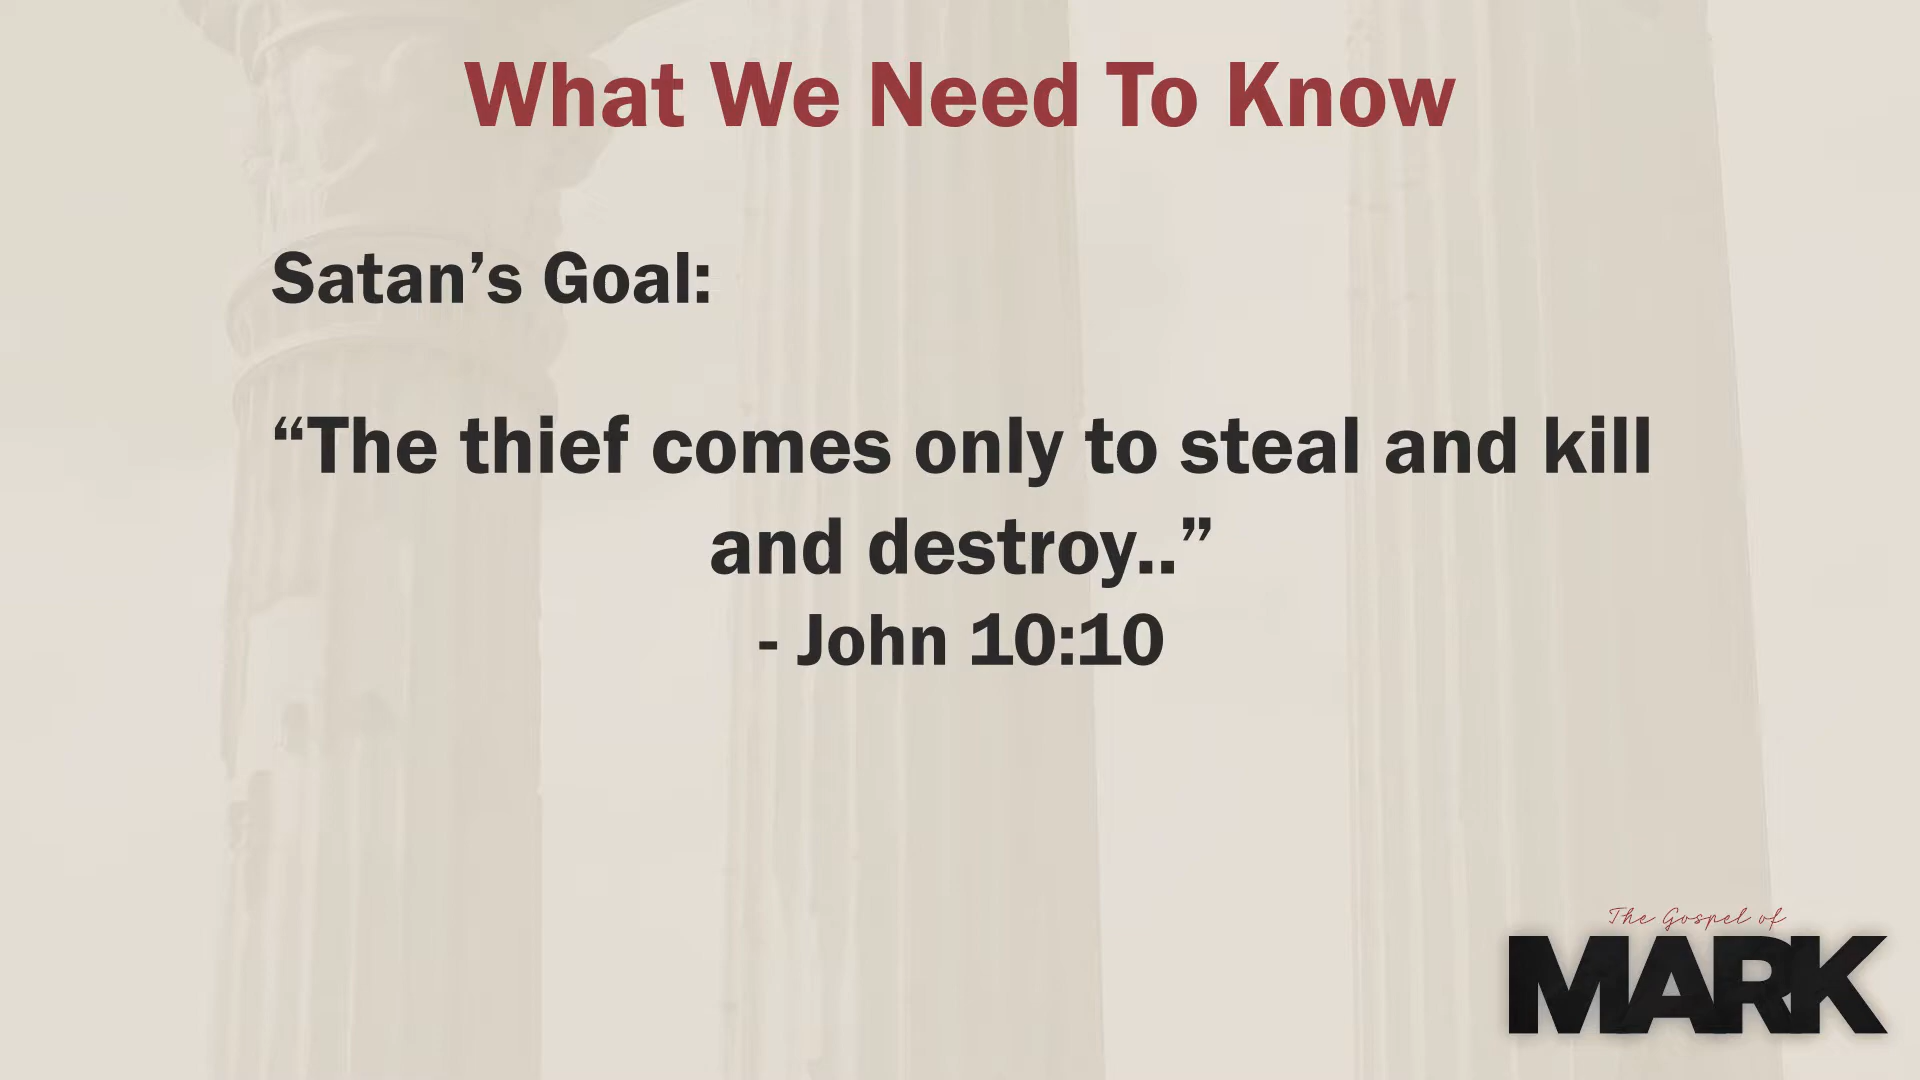 What We Need To Know
Satan’s Goal:
“The thief comes only to steal and kill
and destroy..”
- John 10:10
The Gospel of
MARK